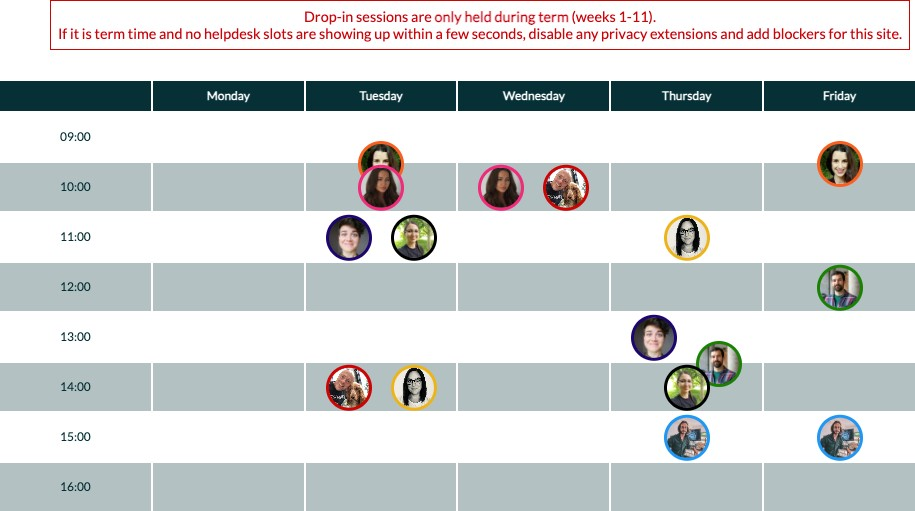 Drop-in sessions are only held during term (weeks 1-11).
If it is term time and no helpdesk slots are showing up within a few seconds, disable any privacy extensions and add blockers for this site.
Monday Tuesday Wednesday Thursday Friday
09:00
10:00
11:00
12:00
13:00
14:00
15:00
16:00